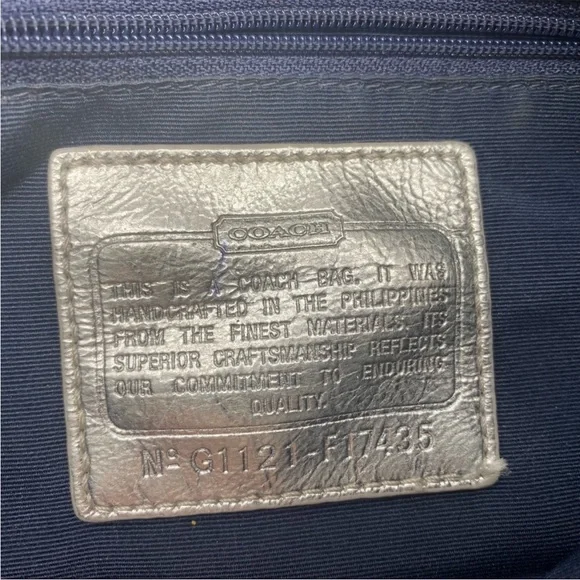 COACH
THIS IS A COACH BAG. IT WAS
HANDCRAFTED IN THE PHILIPPINES
FROM THE FINEST MATERIALS. ITS
SUPERIOR CRAFTSMANSHIP REFLECTS
OUR COMMITMENT TO ENDURING
QUALITY.
Nº G1121-F17435